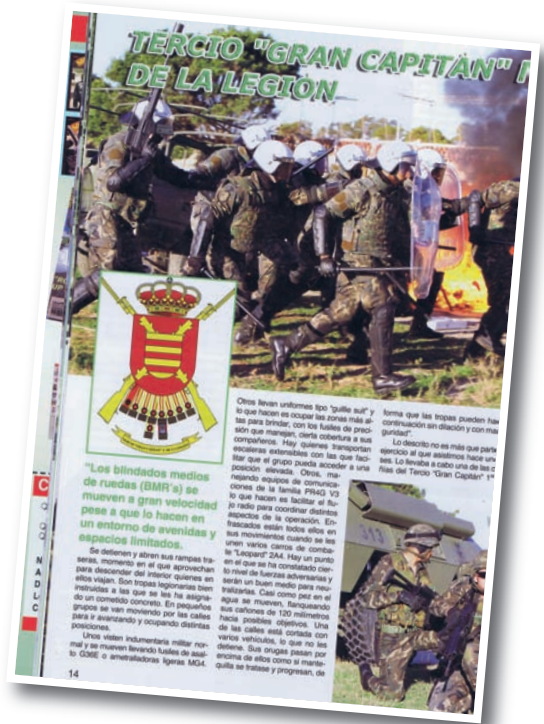 TERCIO "GRAN CAPITÁN"
DE LA LEGIÓN
"Los blindados medios
de ruedas (BMR's) se
mueven a gran velocidad
pese a que lo hacen en
un entorno de avenidas y
espacios limitados.
Se detienen y abren sus rampas tra-
seras, momento en el que aprovechan
para descender del interior quienes en
ellos viajan. Son tropas legionarias bien
instruidas a las que se les ha asigna-
do un cometido concreto. En pequeños
grupos se van moviendo por las calles
para ir avanzando y ocupando distintas
posiciones.
Unos visten indumentaria militar nor-
mal y se mueven llevando fusiles de asal-
to G36E o ametralladoras ligeras MG4.
Otros llevan uniformes tipo "guillie suit" y
lo que hacen es ocupar las zonas más al-
tas para brindar, con los fusiles de preci-
sión que manejan, cierta cobertura a sus
compañeros. Hay quienes transportan
escaleras extensibles con las que faci-
litar que el grupo pueda acceder a una
posición elevada. Otros, ma-
nejando equipos de comunica-
ciones de la familia PR4G V3
lo que hacen es facilitar el flu-
jo radio para coordinar distintos
aspectos de la operación. En-
frascados están todos ellos en
sus movimientos cuando se les
unen varios carros de comba-
te "Leopard" 2A4. Hay un punto
en el que se ha constatado cier-
to nivel de fuerzas adversarias y
serán un buen medio para neu-
tralizarlas. Casi como pez en el
agua se mueven, flanqueando
sus cañones de 120 milímetros
hacia posibles objetivos. Una
de las calles está cortada con
varios vehículos, lo que no les
detiene. Sus orugas pasan por
encima de ellos como si mante-
quilla se tratase y progresan, de
forma que las tropas pueden
continuación sin dilación y con
guridad".
Lo descrito no es más que
ejercicio al que asistimos hace
ses. Lo llevaba a cabo una de las
ñías del Tercio "Gran Capitán" 1º
313
14
C
N
A
D
L
C